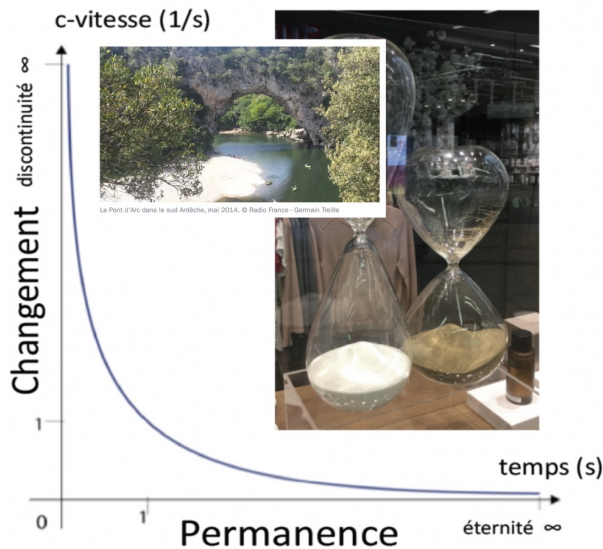 c-vitesse (1/s)
discontinuité ∞
Changement
Le Pont d'Arc dans le sud Ardèche, mai 2014. © Radio France - Germain Treille
1
temps (s)
0
1
Permanence
éternité ∞